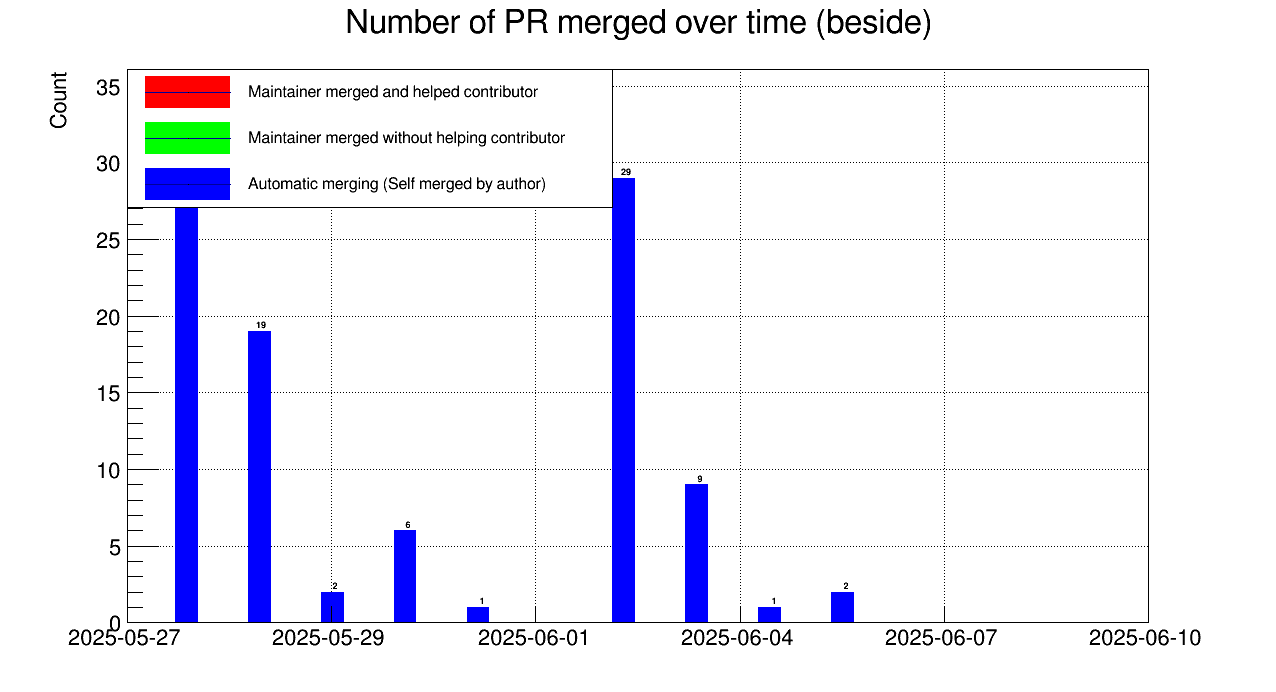 Number of PR merged over time (beside)
Count
35
30
25
20
15
10
5
0
Maintainer merged and helped contributor
Maintainer merged without helping contributor
Automatic merging (Self merged by author)
19
2
6
1
29
9
1
2
2025-05-27 2025-05-29 2025-06-01 2025-06-04 2025-06-07 2025-06-10